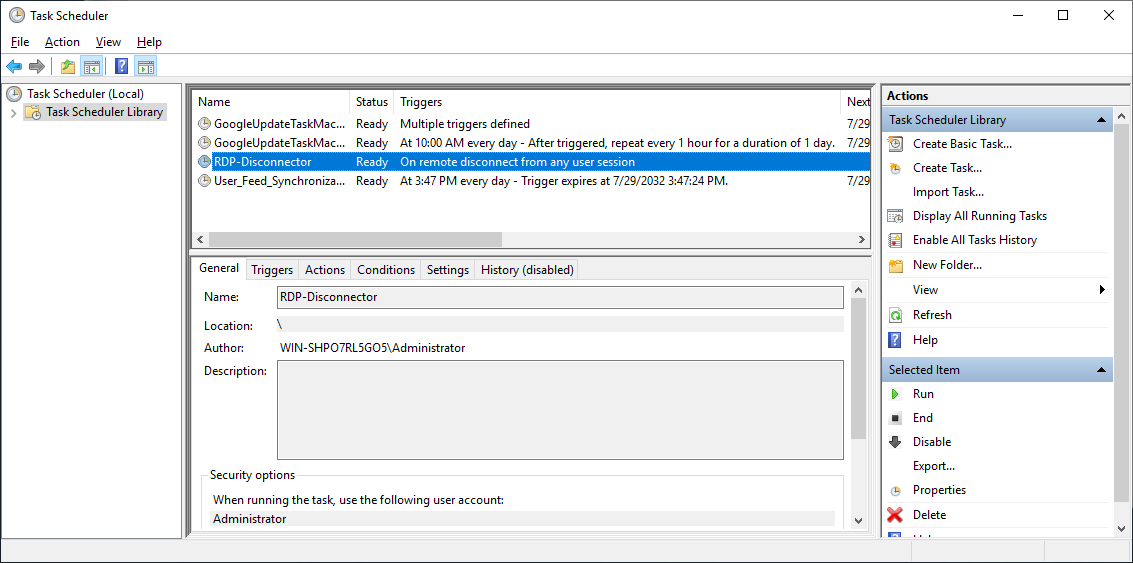 Task Scheduler
File Action View Help
Task Scheduler (Local)
Task Scheduler Library
Name Status Triggers Next
GoogleUpdateTaskMac... Ready Multiple triggers defined 7/29
GoogleUpdateTaskMac... Ready At 10:00 AM every day - After triggered, repeat every 1 hour for a duration of 1 day. 7/29
RDP-Disconnector Ready On remote disconnect from any user session
User_Feed_Synchroniza... Ready At 3:47 PM every day - Trigger expires at 7/29/2032 3:47:24 PM. 7/29
General Triggers Actions Conditions Settings History (disabled)
Name: RDP-Disconnector
Location: \
Author: WIN-SHPO7RL5GO5\Administrator
Description:
Security options
When running the task, use the following user account:
Administrator
Actions
Task Scheduler Library
Create Basic Task...
Create Task...
Import Task...
Display All Running Tasks
Enable All Tasks History
New Folder...
View
Refresh
Help
Selected Item
Run
End
Disable
Export...
Properties
Delete